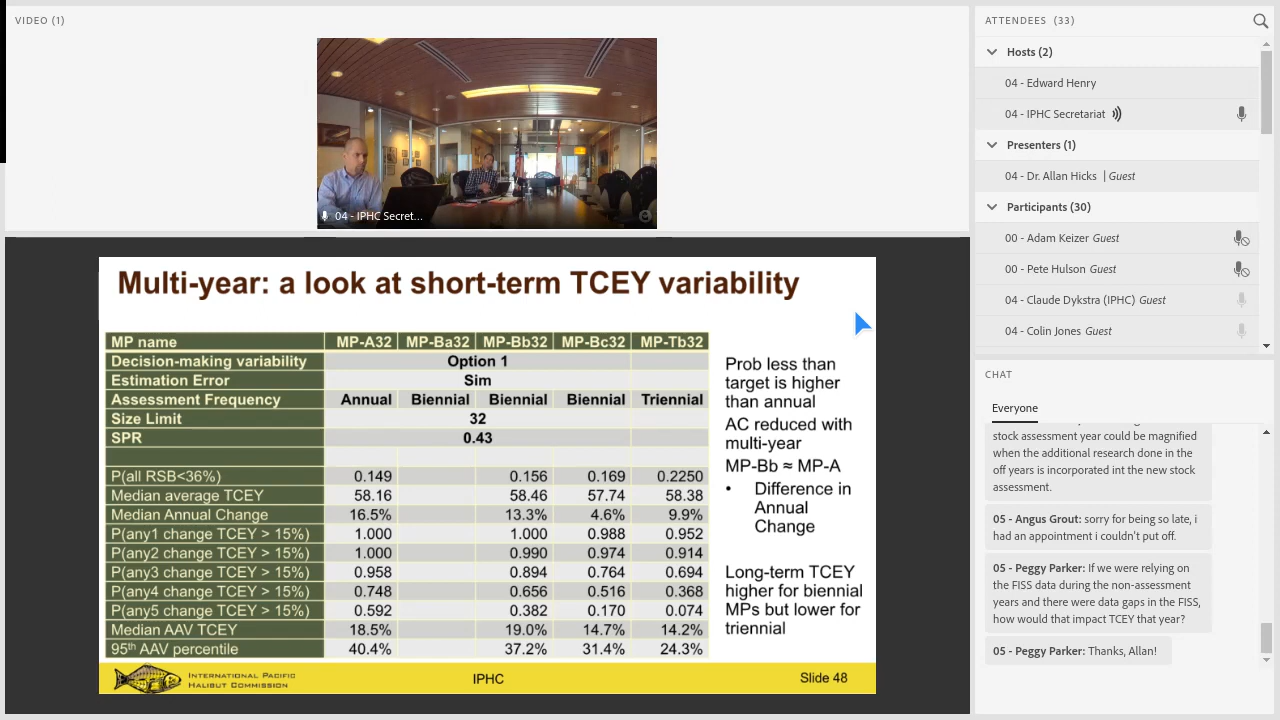 VIDEO (1)
04 - IPHC Secret...
Multi-year: a look at short-term TCEY variability
MP name MP-A32 MP-Ba32 MP-Bb32 MP-Bc32 MP-Tb32
Decision-making variability Option 1
Estimation Error Sim
Assessment Frequency Annual Biennial Biennial Biennial Triennial
Size Limit 32
SPR 0.43
P(all RSB<36%) 0.149 0.156 0.169 0.2250
Median average TCEY 58.16 58.46 57.74 58.38
Median Annual Change 16.5% 13.3% 4.6% 9.9%
P(any1 change TCEY > 15%) 1.000 1.000 0.988 0.952
P(any2 change TCEY > 15%) 1.000 0.990 0.974 0.914
P(any3 change TCEY > 15%) 0.958 0.894 0.764 0.694
P(any4 change TCEY > 15%) 0.748 0.656 0.516 0.368
P(any5 change TCEY > 15%) 0.592 0.382 0.170 0.074
Median AAV TCEY 18.5% 19.0% 14.7% 14.2%
95th AAV percentile 40.4% 37.2% 31.4% 24.3%
Prob less than
target is higher
than annual
AC reduced with
multi-year
MP-Bb ≈ MP-A
• Difference in
Annual
Change
Long-term TCEY
higher for biennial
MPs but lower for
triennial
INTERNATIONAL PACIFIC
HALIBUT COMMISSION
IPHC
Slide 48
ATTENDEES (33)
Hosts (2)
04 - Edward Henry
04 - IPHC Secretariat
Presenters (1)
04 - Dr. Allan Hicks | Guest
Participants (30)
00 - Adam Keizer Guest
00 - Pete Hulson Guest
04 - Claude Dykstra (IPHC) Guest
04 - Colin Jones Guest
CHAT
Everyone
stock assessment year could be magnified
when the additional research done in the
off years is incorporated int the new stock
assessment.
05 - Angus Grout: sorry for being so late, i
had an appointment i couldn't put off.
05 - Peggy Parker: If we were relying on
the FISS data during the non-assessment
years and there were data gaps in the FISS,
how would that impact TCEY that year?
05 - Peggy Parker: Thanks, Allan!